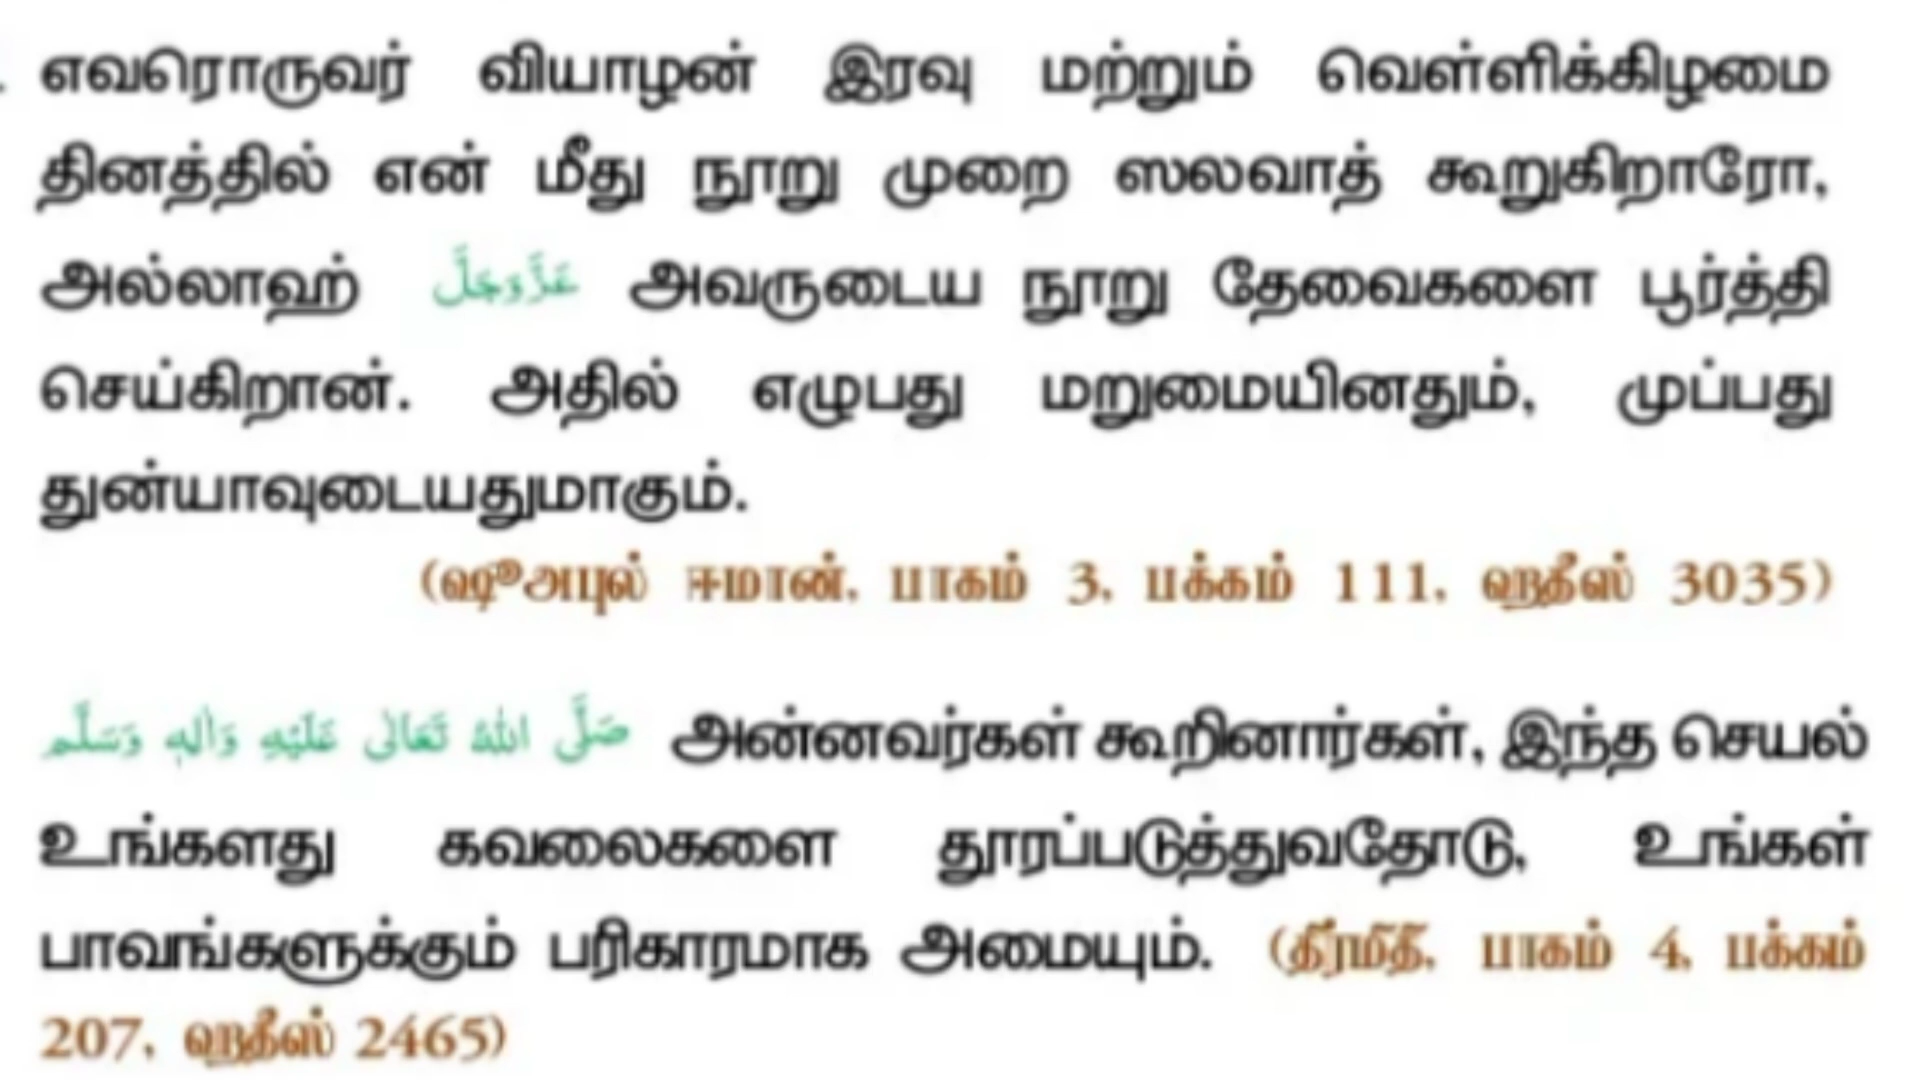 எவரொருவர் வியாழன் இரவு மற்றும் வெள்ளிக்கிழமை
தினத்தில் என் மீது நூறு முறை ஸலவாத் கூறுகிறாரோ,
அல்லாஹ் عَزَّوَجَلَّ அவருடைய நூறு தேவைகளை பூர்த்தி
செய்கிறான். அதில் எழுபது மறுமையினதும், முப்பது
துன்யாவுடையதுமாகும்.
(ஷுஅபுல் ஈமான், பாகம் 3, பக்கம் 111, ஹதீஸ் 3035)
صَلَّى اللهُ تَعَالٰى عَلَيْهِ وَاٰلِهٖ وَسَلَّم அன்னவர்கள் கூறினார்கள், இந்த செயல்
உங்களது கவலைகளை தூரப்படுத்துவதோடு, உங்கள்
பாவங்களுக்கும் பரிகாரமாக அமையும். (திர்மிதீ, பாகம் 4, பக்கம்
207, ஹதீஸ் 2465)